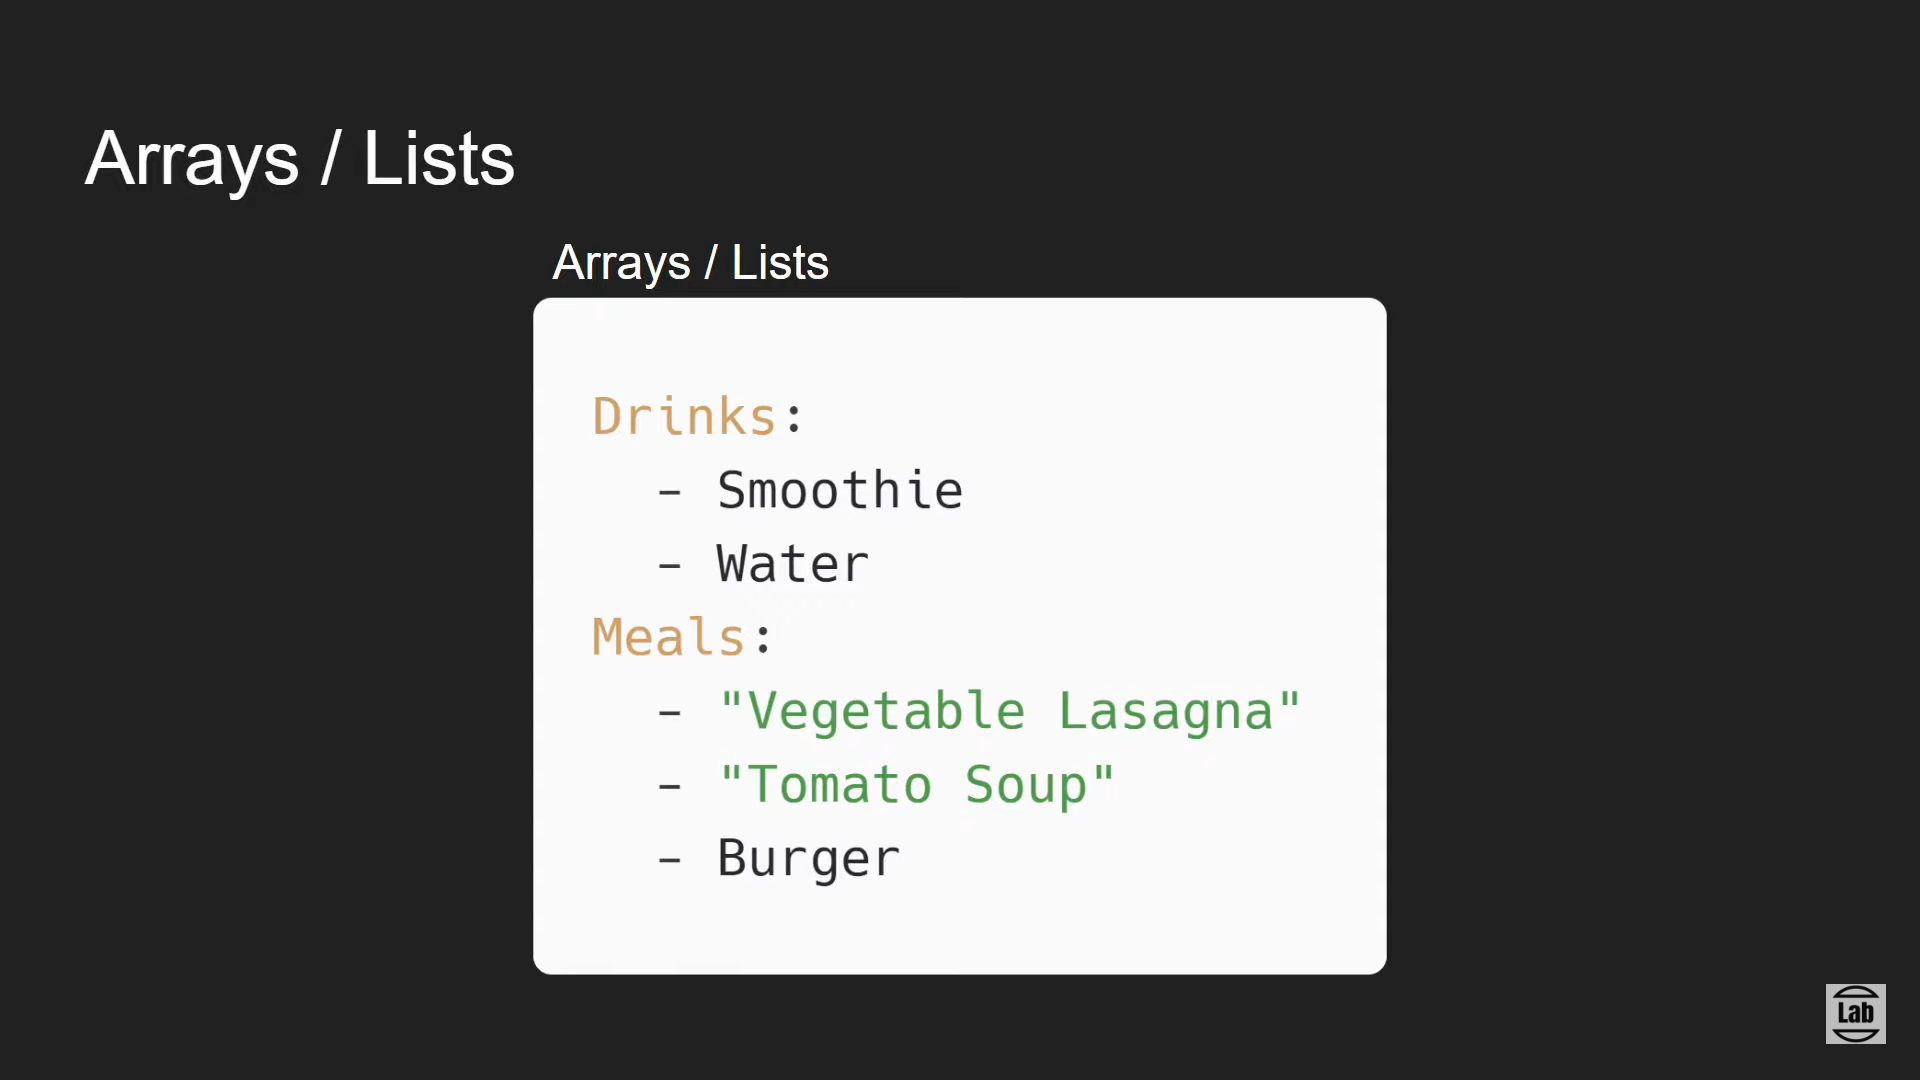 Arrays / Lists
Arrays / Lists
Drinks:
- Smoothie
- Water
Meals:
- "Vegetable Lasagna"
- "Tomato Soup"
- Burger
Lab